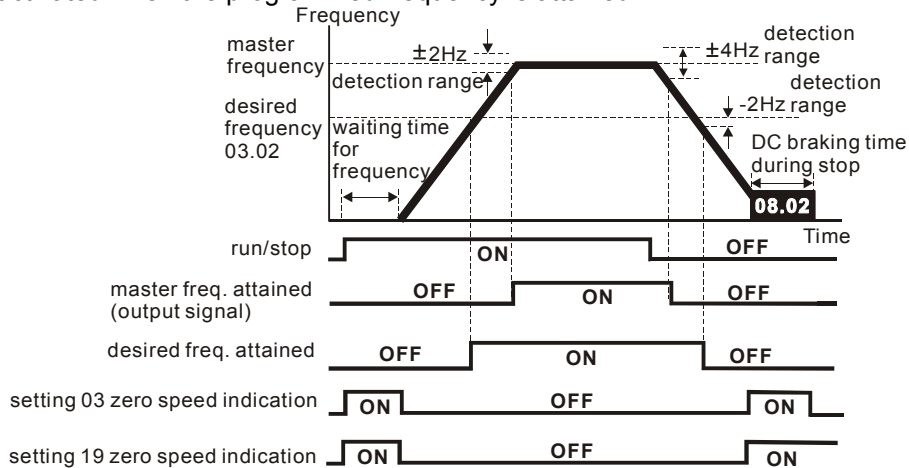 Frequency
master
frequency
±2Hz
detection range
±4Hz
detection
range
desired
frequency
03.02
waiting time
for
frequency
detection
-2Hz range
DC braking time
during stop
08.02
Time
run/stop
ON
OFF
master freq. attained
(output signal)
OFF
ON
OFF
desired freq. attained
OFF
ON
OFF
setting 03 zero speed indication
ON
OFF
ON
setting 19 zero speed indication
ON
OFF
ON